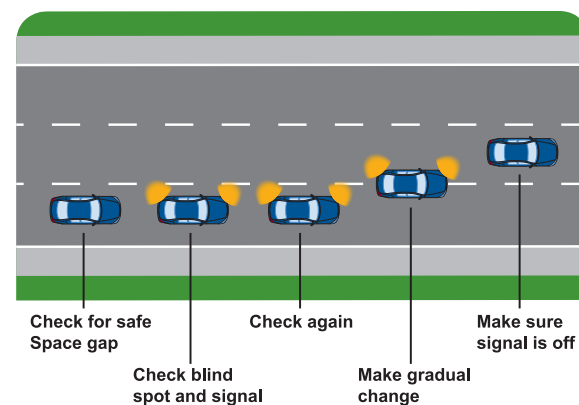 Check for safe
Space gap
Check blind
spot and signal
Check again
Make gradual
change
Make sure
signal is off